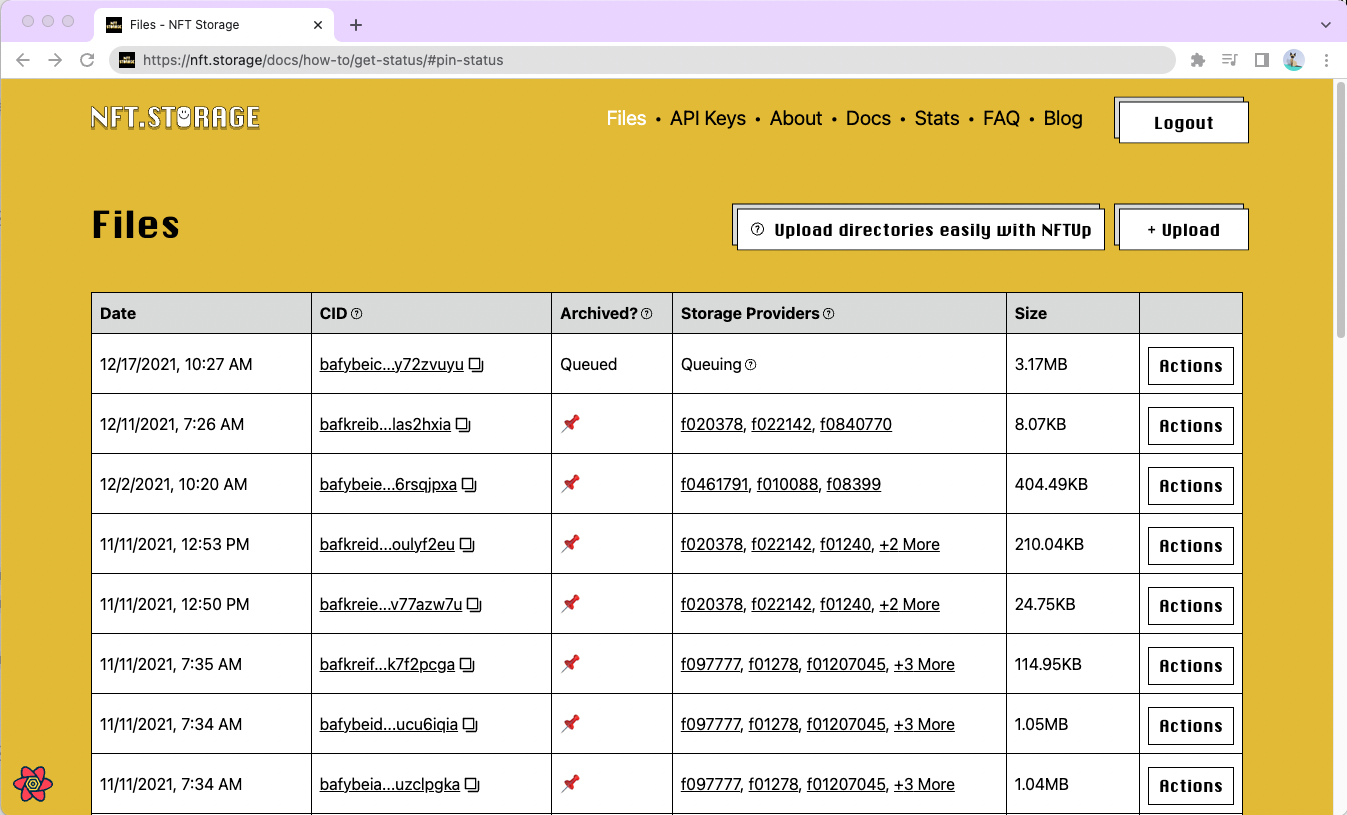 Files - NFT Storage
https://nft.storage/docs/how-to/get-status/#pin-status
NFT.STORAGE
Files • API Keys • About • Docs • Stats • FAQ • Blog
Logout
Files
Upload directories easily with NFTUp
+ Upload
Date CID Archived? Storage Providers Size
12/17/2021, 10:27 AM bafybeic...y72zvuyu Queued Queuing 3.17MB Actions
12/11/2021, 7:26 AM bafkreib...las2hxia f020378, f022142, f0840770 8.07KB Actions
12/2/2021, 10:20 AM bafybeie...6rsqjpxa f0461791, f010088, f08399 404.49KB Actions
11/11/2021, 12:53 PM bafkreid...oulyf2eu f020378, f022142, f01240, +2 More 210.04KB Actions
11/11/2021, 12:50 PM bafkreie...v77azw7u f020378, f022142, f01240, +2 More 24.75KB Actions
11/11/2021, 7:35 AM bafkreif...k7f2pcga f097777, f01278, f01207045, +3 More 114.95KB Actions
11/11/2021, 7:34 AM bafybeid...ucu6iqia f097777, f01278, f01207045, +3 More 1.05MB Actions
11/11/2021, 7:34 AM bafybeia...uzclpgka f097777, f01278, f01207045, +3 More 1.04MB Actions